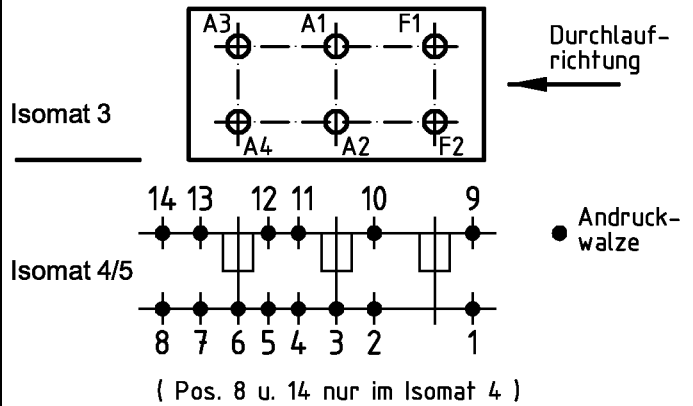 A3 A1 F1
Durchlauf-
richtung
Isomat 3
A4 A2 F2
14 13 12 11 10 9
Andruck-
walze
Isomat 4/5
8 7 6 5 4 3 2 1
( Pos. 8 u. 14 nur im Isomat 4 )